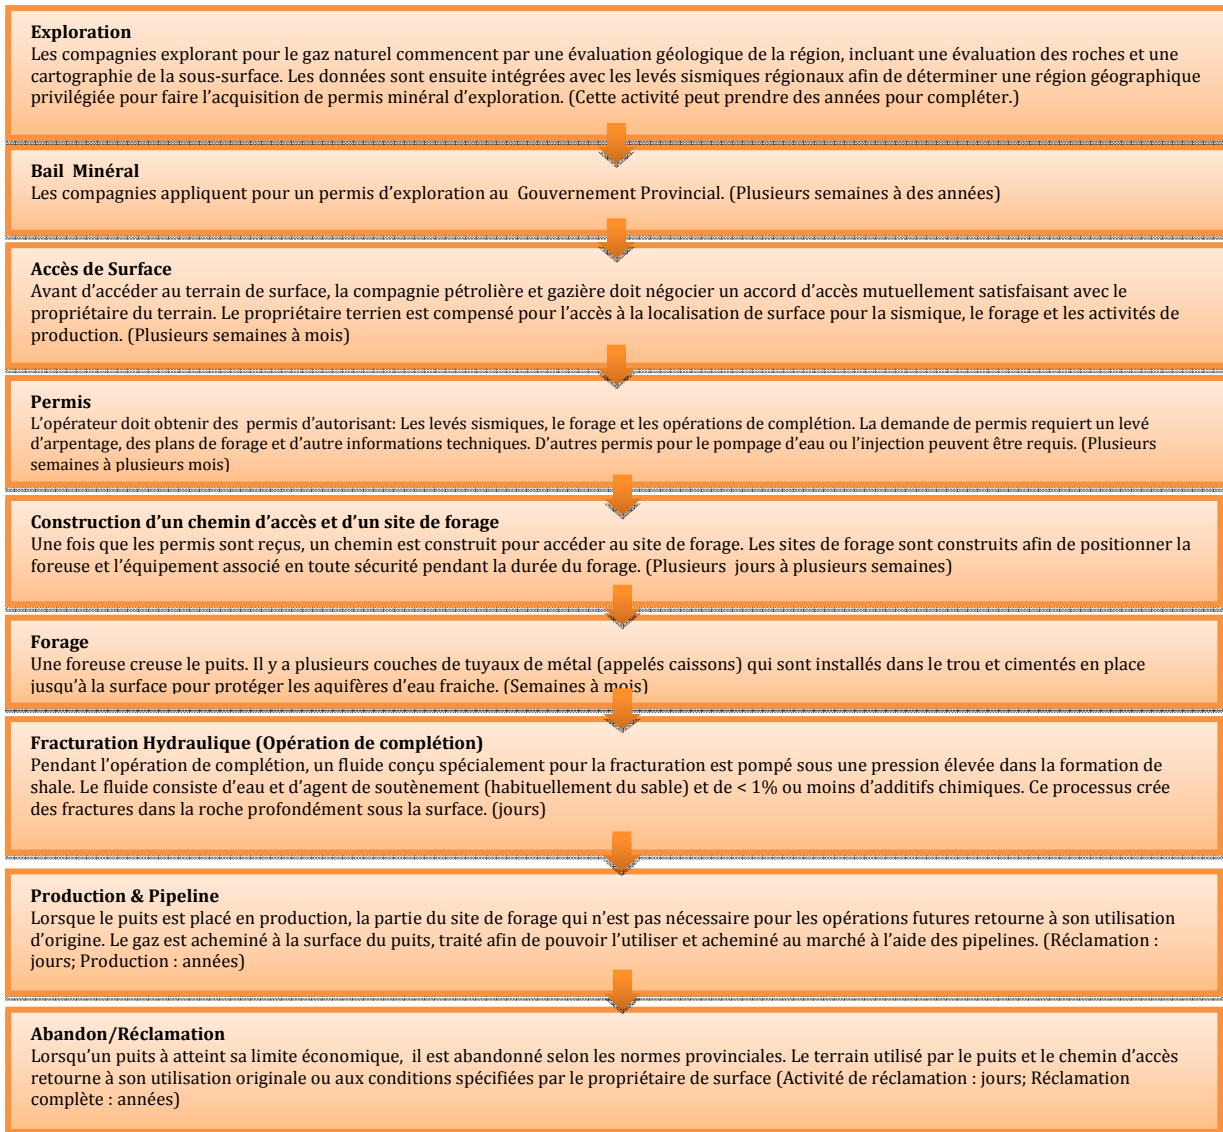 Exploration
Les compagnies explorant pour le gaz naturel commencent par une évaluation géologique de la région, incluant une évaluation des roches et une
cartographie de la sous-surface. Les données sont ensuite intégrées avec les levés sismiques régionaux afin de déterminer une région géographique
privilégiée pour faire l'acquisition de permis minéral d'exploration. (Cette activité peut prendre des années pour compléter.)
Bail Minéral
Les compagnies appliquent pour un permis d'exploration au Gouvernement Provincial. (Plusieurs semaines à des années)
Accès de Surface
Avant d'accéder au terrain de surface, la compagnie pétrolière et gazière doit négocier un accord d'accès mutuellement satisfaisant avec le
propriétaire du terrain. Le propriétaire terrien est compensé pour l'accès à la localisation de surface pour la sismique, le forage et les activités de
production. (Plusieurs semaines à mois)
Permis
L'opérateur doit obtenir des permis d'autorisant: Les levés sismiques, le forage et les opérations de complétion. La demande de permis requiert un levé
d'arpentage, des plans de forage et d'autre informations techniques. D'autres permis pour le pompage d'eau ou l'injection peuvent être requis. (Plusieurs
semaines à plusieurs mois)
Construction d'un chemin d'accès et d'un site de forage
Une fois que les permis sont reçus, un chemin est construit pour accéder au site de forage. Les sites de forage sont construits afin de positionner la
foreuse et l'équipement associé en toute sécurité pendant la durée du forage. (Plusieurs jours à plusieurs semaines)
Forage
Une foreuse creuse le puits. Il y a plusieurs couches de tuyaux de métal (appelés caissons) qui sont installés dans le trou et cimentés en place
jusqu'à la surface pour protéger les aquifères d'eau fraiche. (Semaines à mois)
Fracturation Hydraulique (Opération de complétion)
Pendant l'opération de complétion, un fluide conçu spécialement pour la fracturation est pompé sous une pression élevée dans la formation de
shale. Le fluide consiste d'eau et d'agent de soutènement (habituellement du sable) et de < 1% ou moins d'additifs chimiques. Ce processus crée
des fractures dans la roche profondément sous la surface. (jours)
Production & Pipeline
Lorsque le puits est placé en production, la partie du site de forage qui n'est pas nécessaire pour les opérations futures retourne à son utilisation
d'origine. Le gaz est acheminé à la surface du puits, traité afin de pouvoir l'utiliser et acheminé au marché à l'aide des pipelines. (Réclamation :
jours; Production : années)
Abandon/Réclamation
Lorsqu'un puits à atteint sa limite économique, il est abandonné selon les normes provinciales. Le terrain utilisé par le puits et le chemin d'accès
retourne à son utilisation originale ou aux conditions spécifiées par le propriétaire de surface (Activité de réclamation : jours; Réclamation
complète : années)